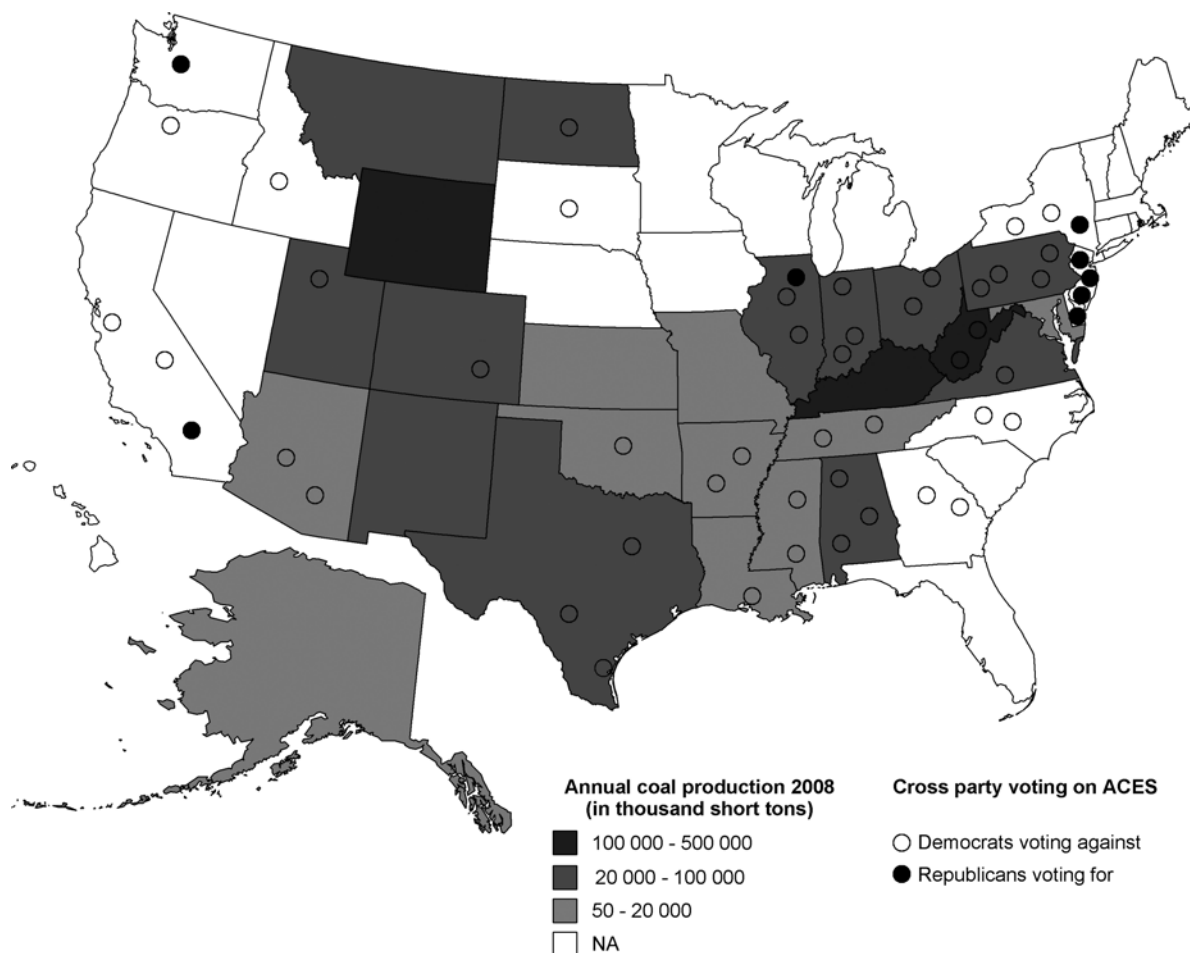 Annual coal production 2008
(in thousand short tons)
100 000 - 500 000
20 000 - 100 000
50 - 20 000
NA
Cross party voting on ACES
Democrats voting against
Republicans voting for